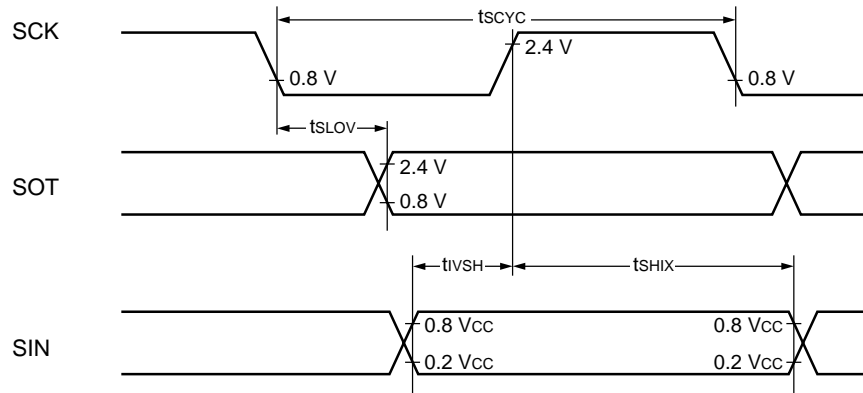 tSCYC
SCK
2.4 V
0.8 V
0.8 V
tSLOV
SOT
2.4 V
0.8 V
tIVSH
tSHIX
SIN
0.8 VCC
0.8 VCC
0.2 VCC
0.2 VCC